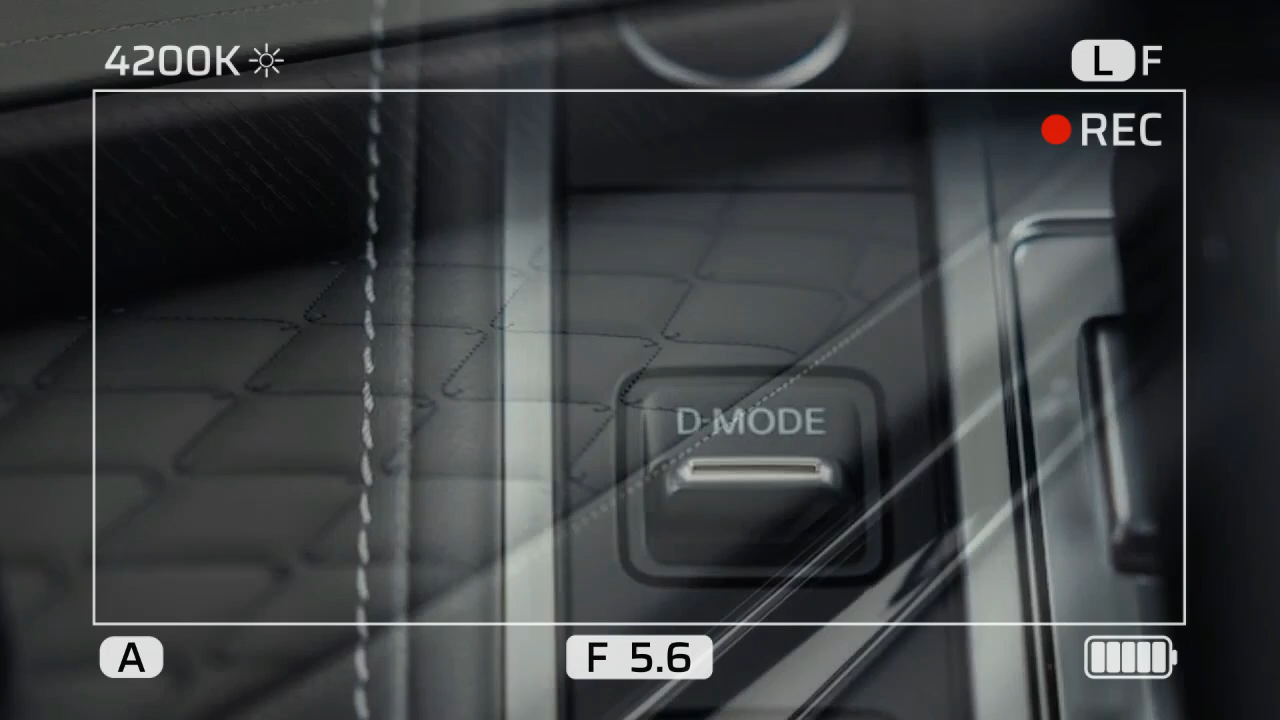 4200K
L F
REC
D-MODE
A
F 5.6